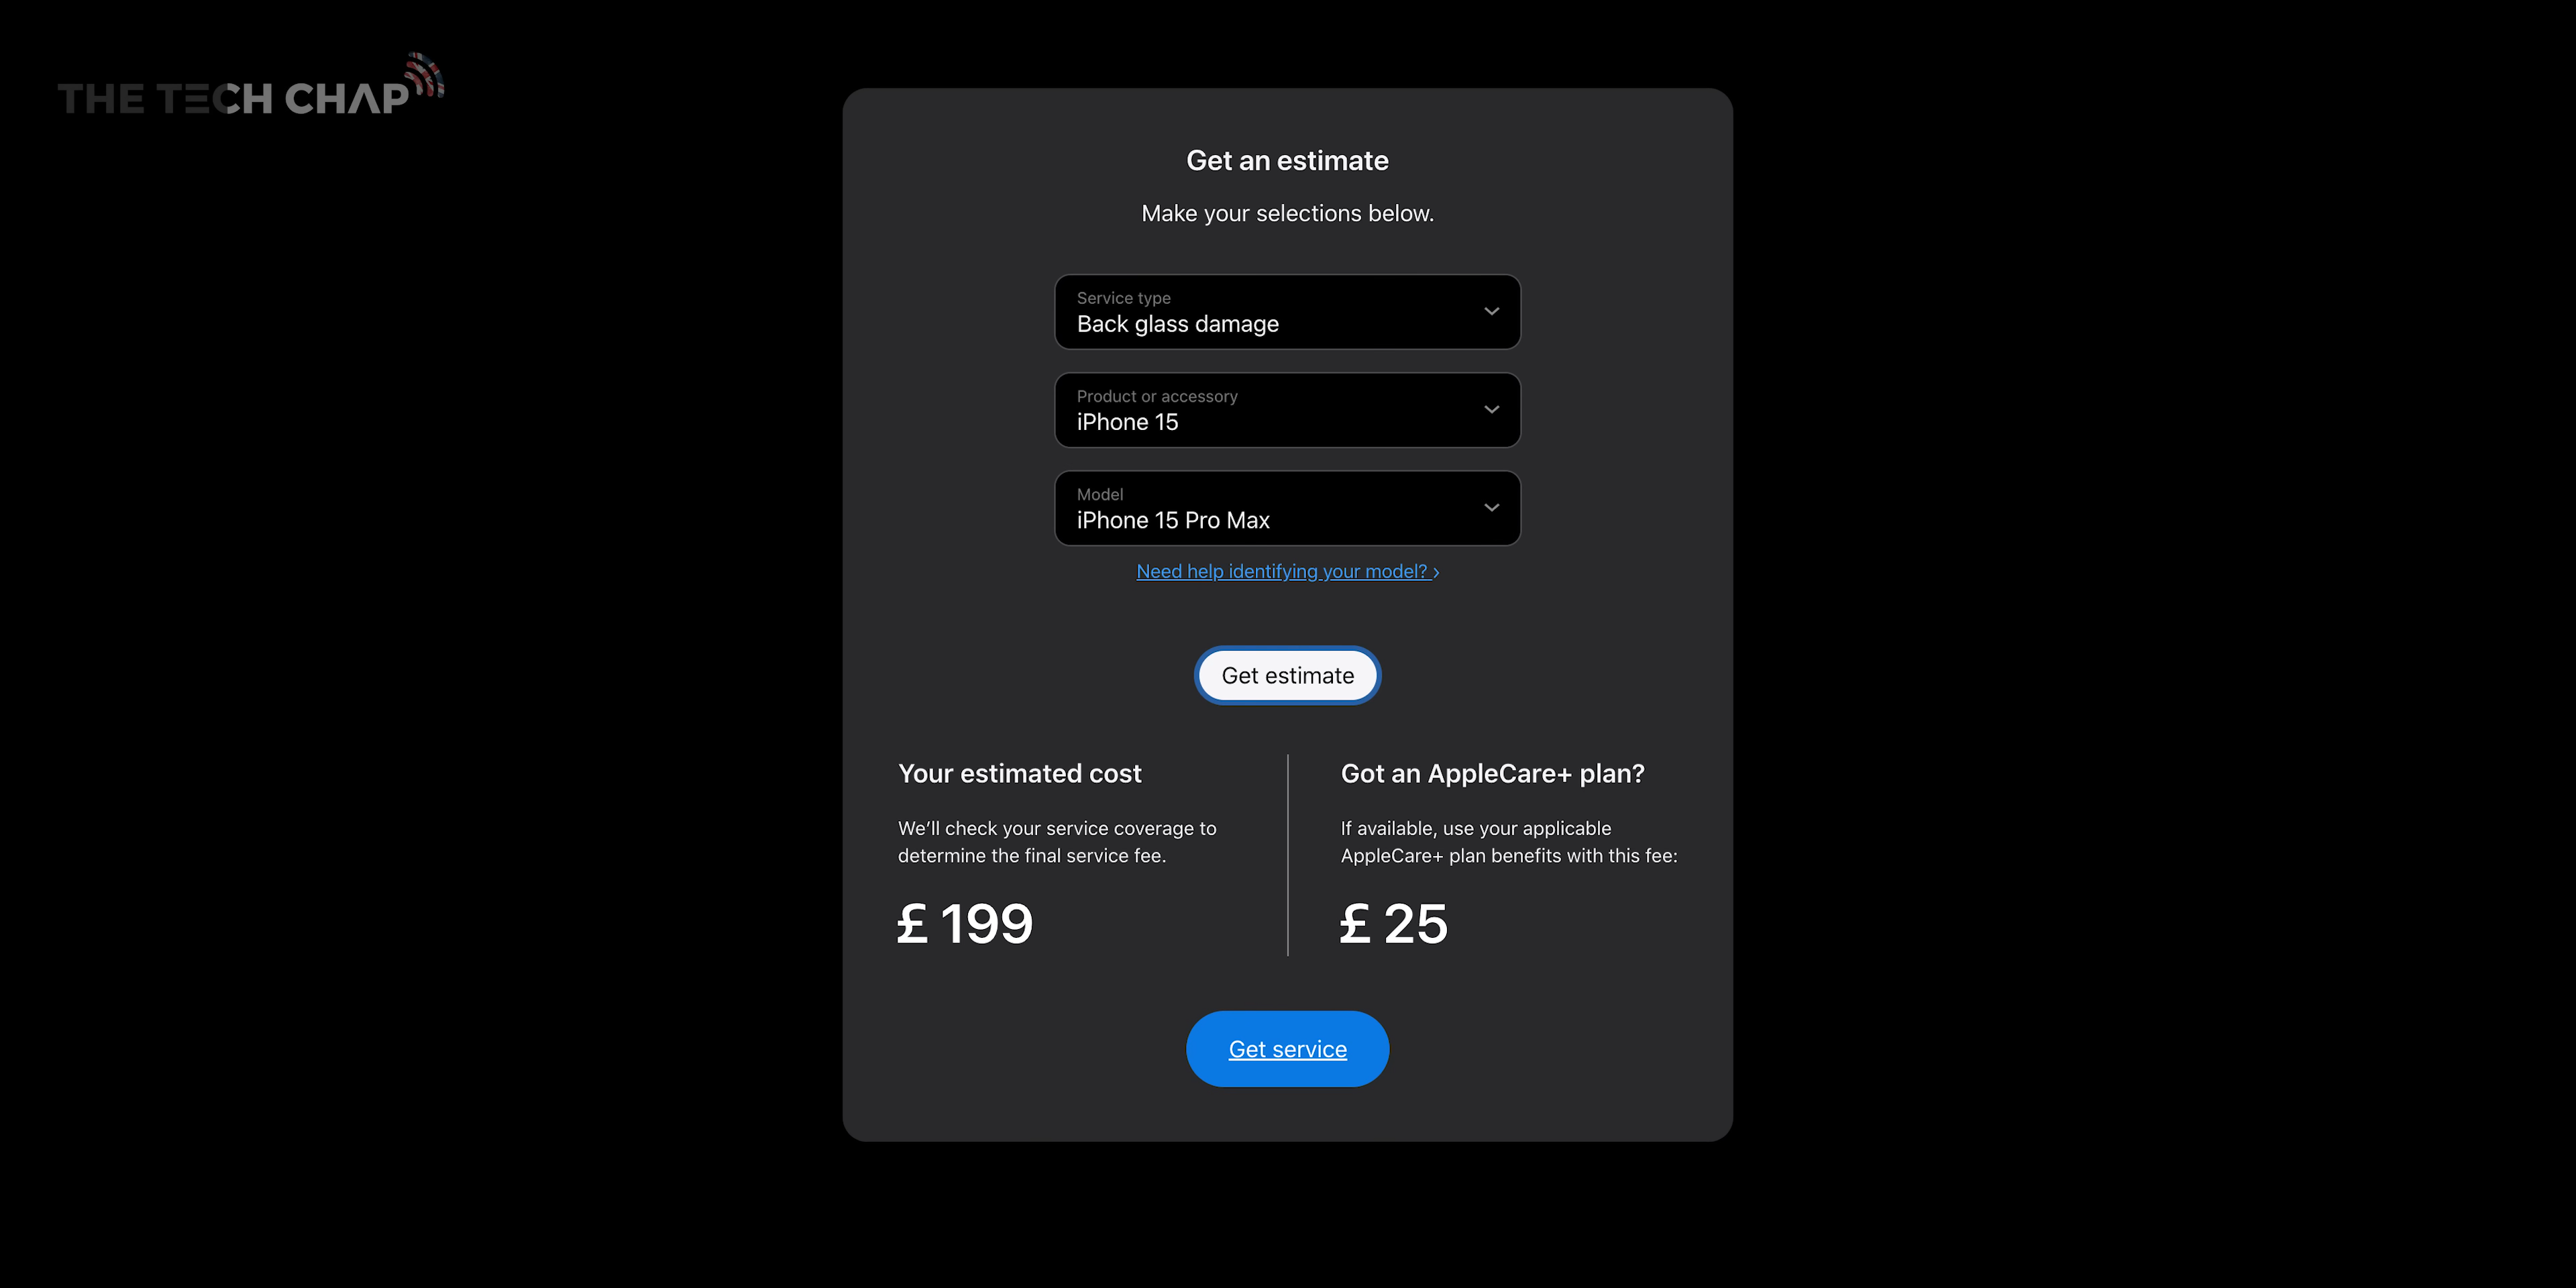 THE TECH CHAP
Get an estimate
Make your selections below.
Service type
Back glass damage
Product or accessory
iPhone 15
Model
iPhone 15 Pro Max
Need help identifying your model? ›
Get estimate
Your estimated cost
We’ll check your service coverage to
determine the final service fee.
£ 199
Got an AppleCare+ plan?
If available, use your applicable
AppleCare+ plan benefits with this fee:
£ 25
Get service